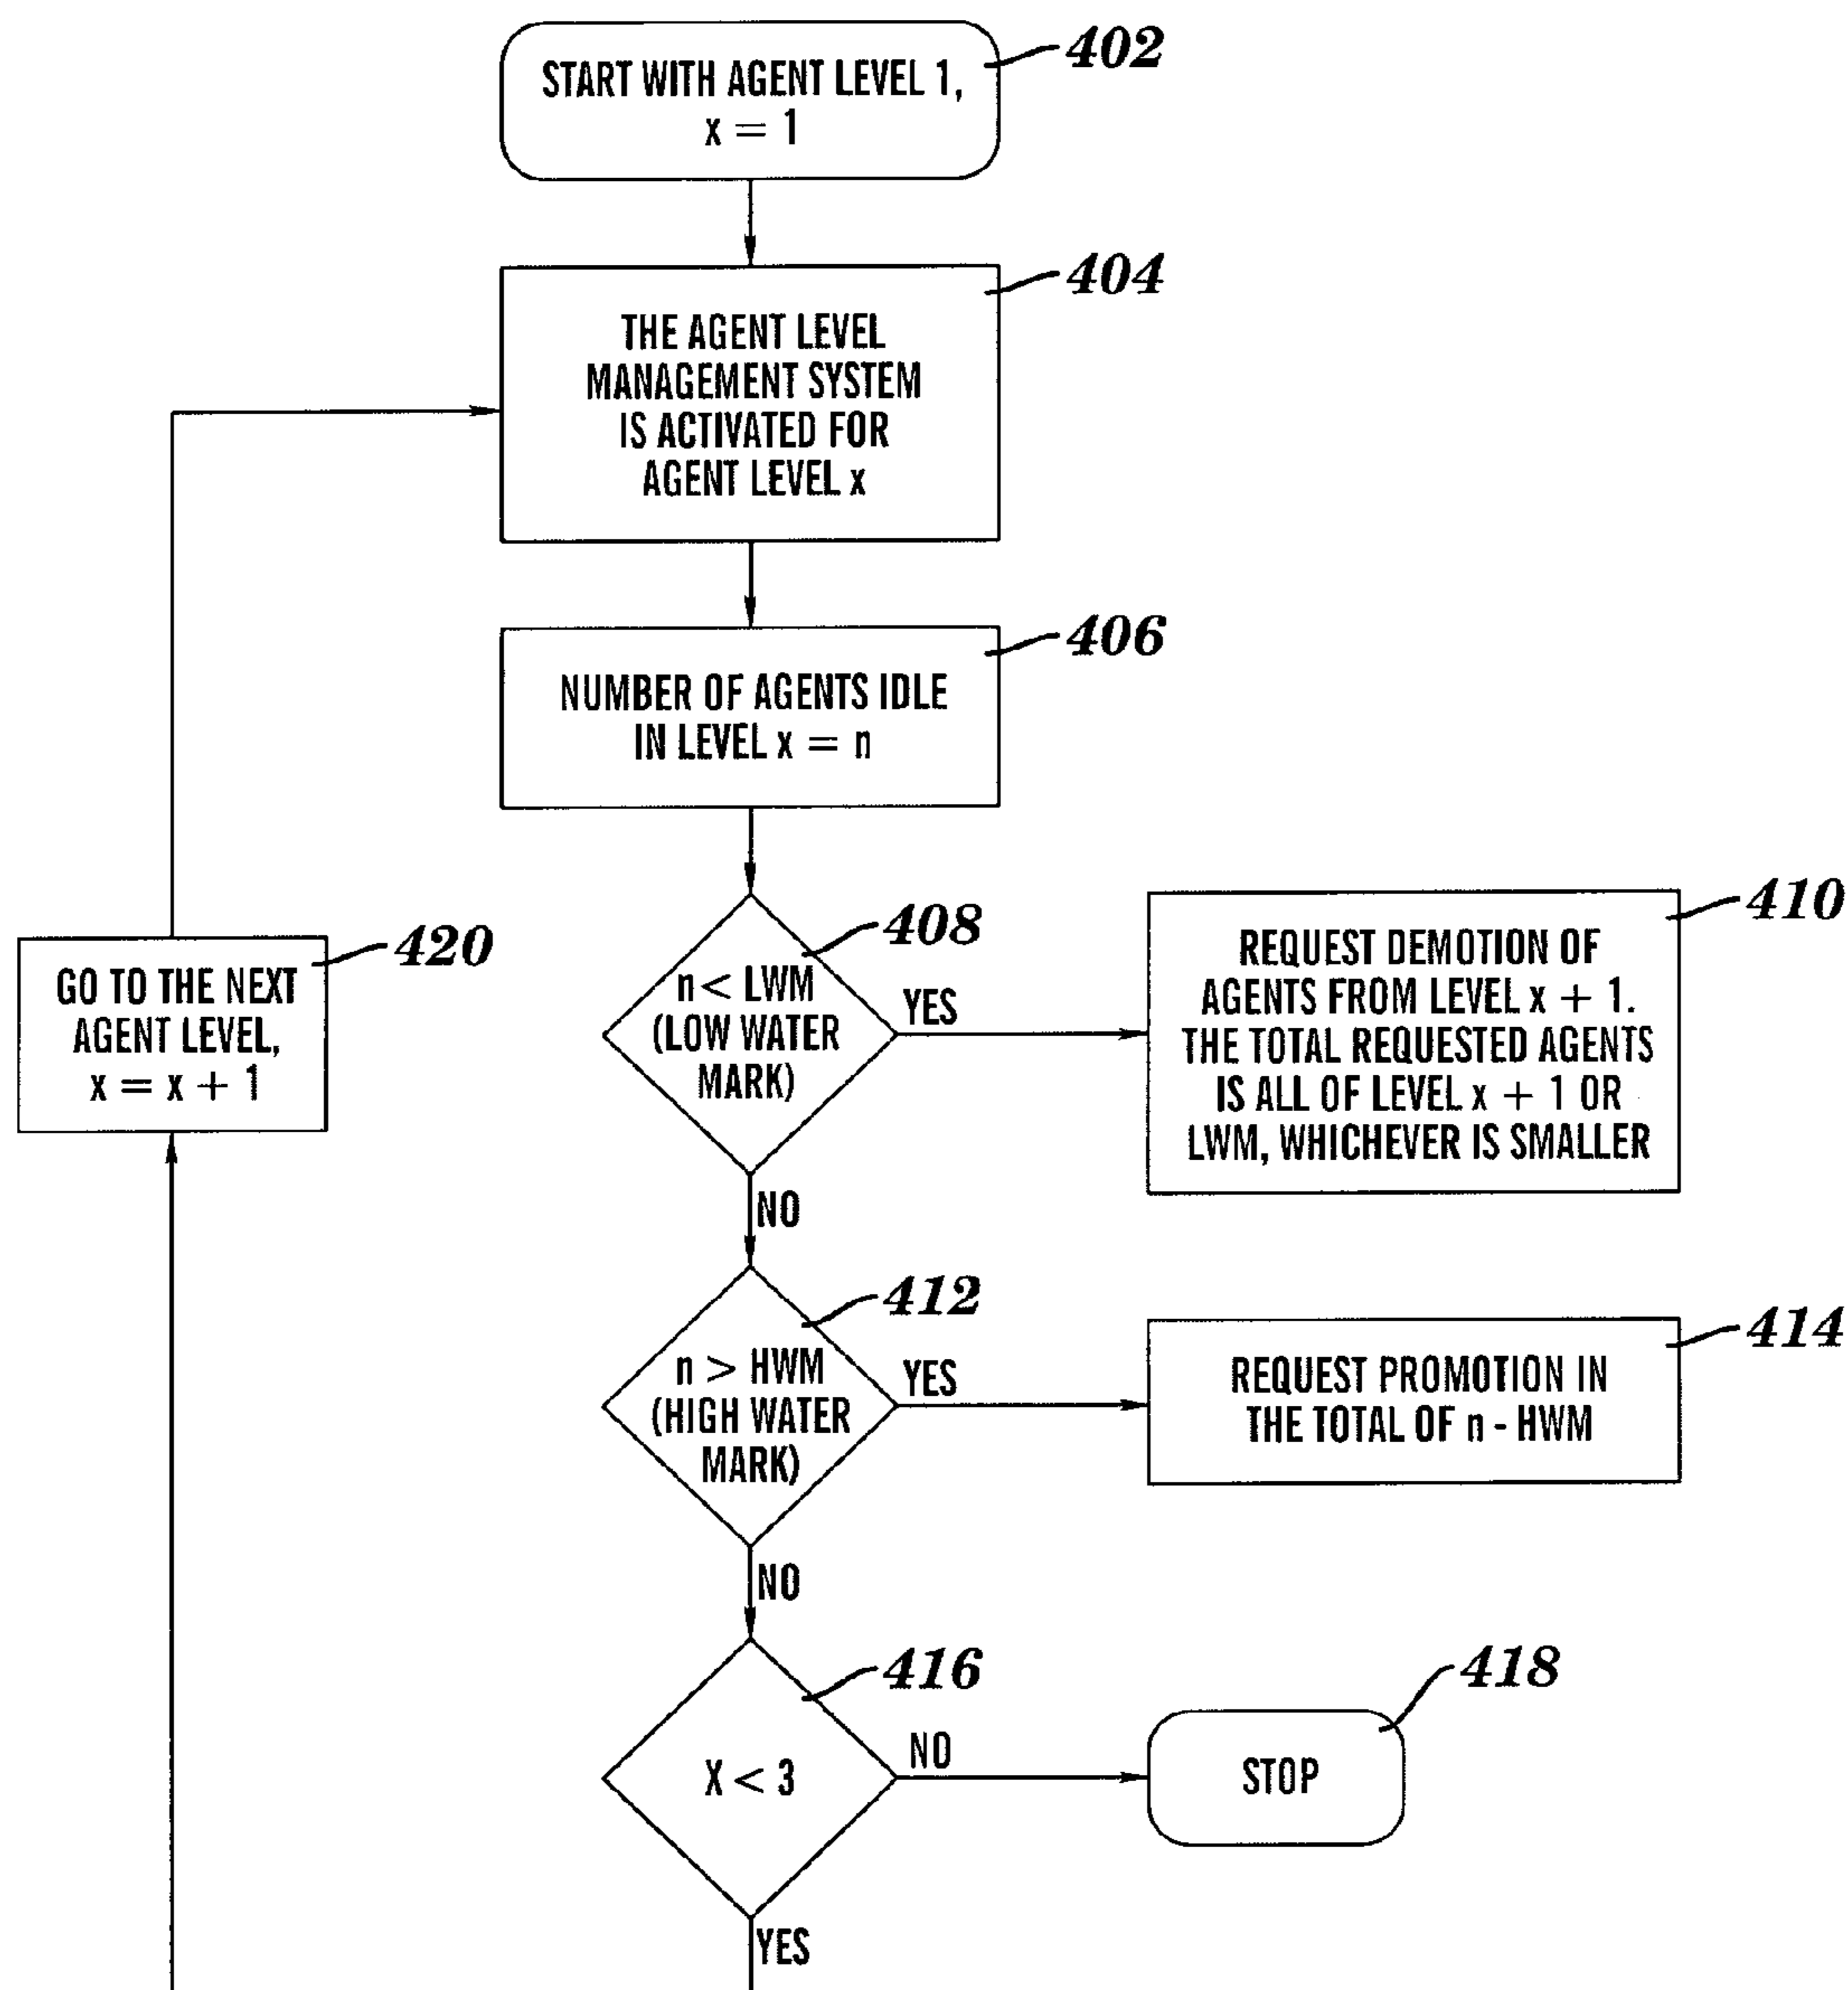 402
START WITH AGENT LEVEL 1,
x = 1
404
THE AGENT LEVEL
MANAGEMENT SYSTEM
IS ACTIVATED FOR
AGENT LEVEL x
406
NUMBER OF AGENTS IDLE
IN LEVEL x = n
408
n < LWM
(LOW WATER
MARK)
YES
410
REQUEST DEMOTION OF
AGENTS FROM LEVEL x + 1.
THE TOTAL REQUESTED AGENTS
IS ALL OF LEVEL x + 1 OR
LWM, WHICHEVER IS SMALLER
420
GO TO THE NEXT
AGENT LEVEL,
x = x + 1
NO
412
n > HWM
(HIGH WATER
MARK)
YES
414
REQUEST PROMOTION IN
THE TOTAL OF n - HWM
NO
416
X < 3
NO
418
STOP
YES